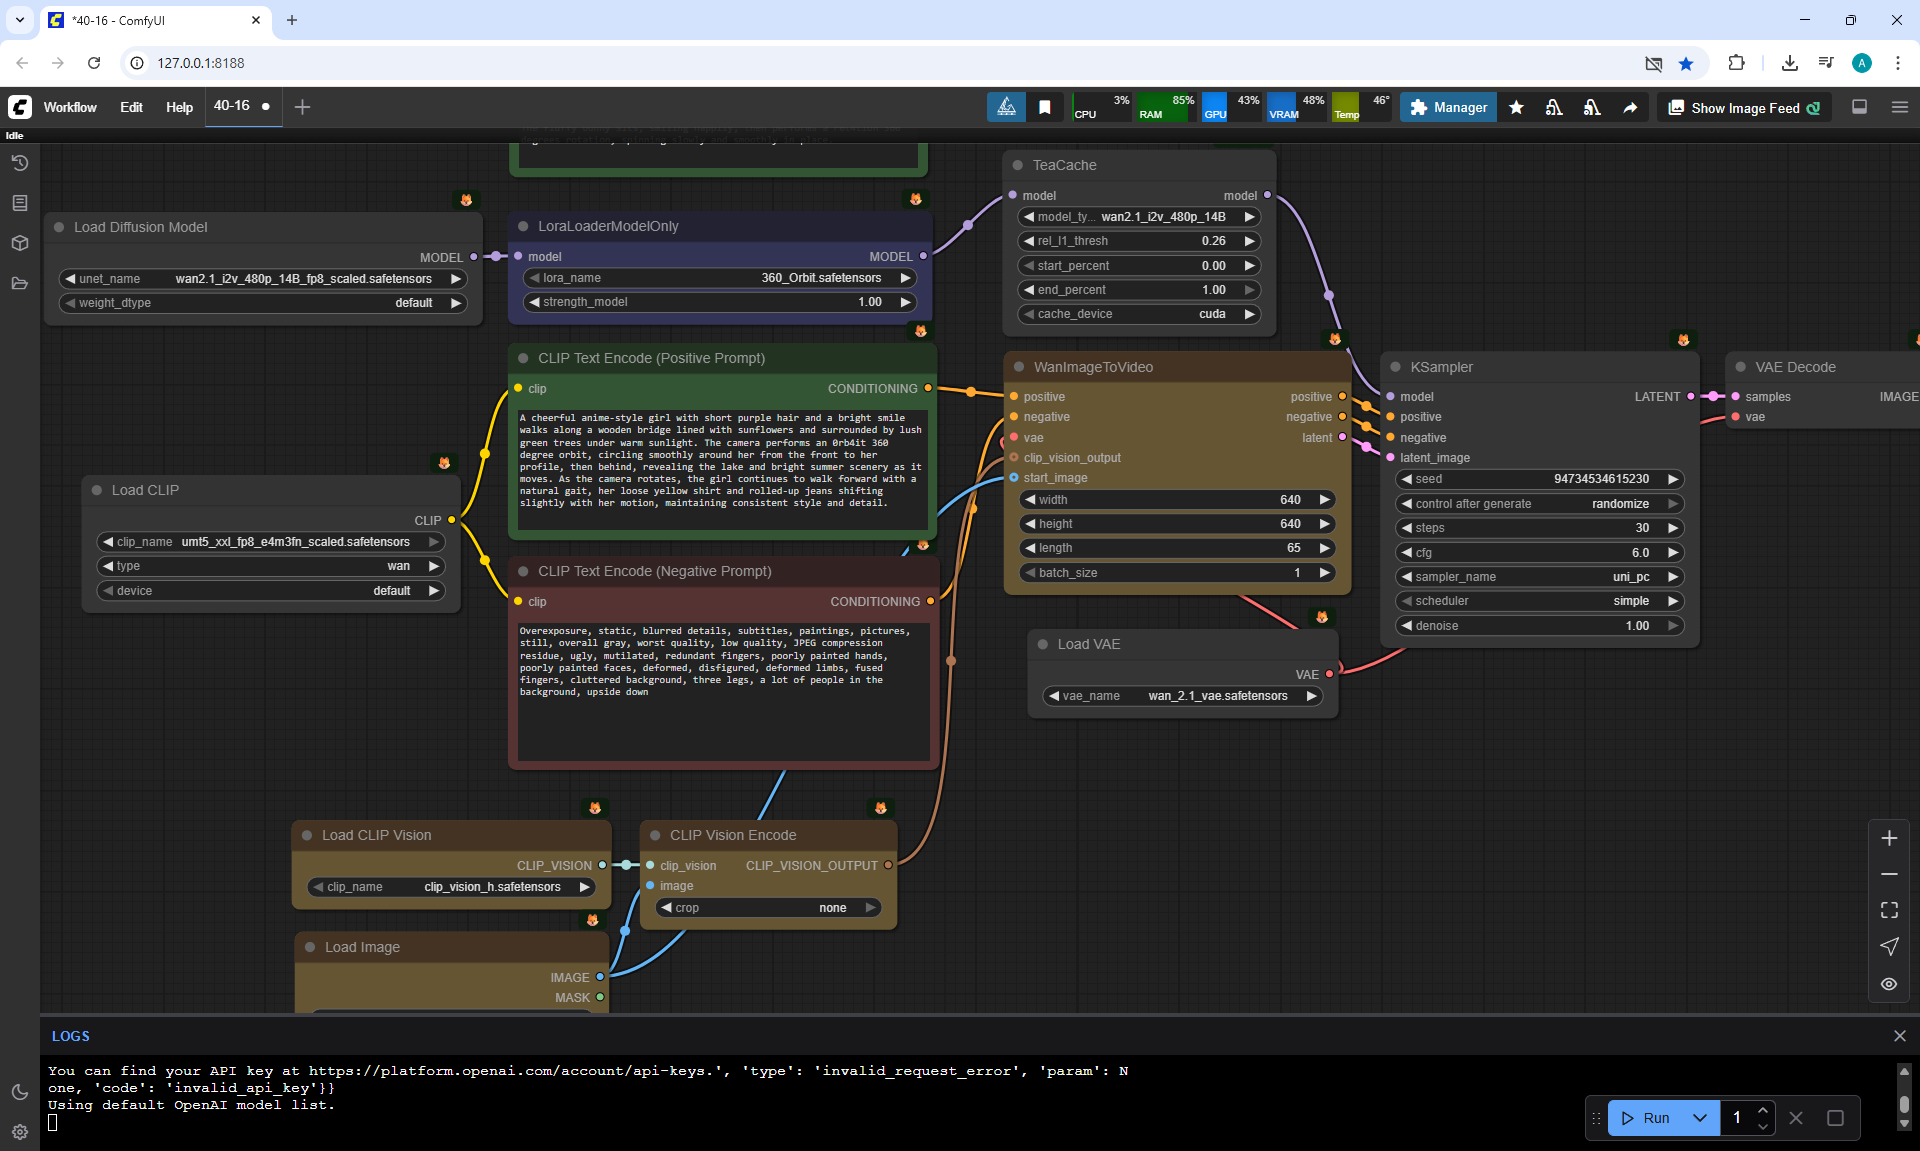 *40-16 - ComfyUI
127.0.0.1:8188
A
Workflow Edit Help 40-16
CPU 3% RAM 85% GPU 43% VRAM 48% Temp 46°
Manager
Show Image Feed
Idle
TeaCache
model model
model_ty... wan2.1_i2v_480p_14B
rel_l1_thresh 0.26
start_percent 0.00
end_percent 1.00
cache_device cuda
Load Diffusion Model
MODEL
unet_name wan2.1_i2v_480p_14B_fp8_scaled.safetensors
weight_dtype default
LoraLoaderModelOnly
model MODEL
lora_name 360_Orbit.safetensors
strength_model 1.00
CLIP Text Encode (Positive Prompt)
clip CONDITIONING
A cheerful anime-style girl with short purple hair and a bright smile
walks along a wooden bridge lined with sunflowers and surrounded by lush
green trees under warm sunlight. The camera performs an 0rb4it 360
degree orbit, circling smoothly around her from the front to her
profile, then behind, revealing the lake and bright summer scenery as it
moves. As the camera rotates, the girl continues to walk forward with a
natural gait, her loose yellow shirt and rolled-up jeans shifting
slightly with her motion, maintaining consistent style and detail.
WanImageToVideo
positive positive
negative negative
vae latent
clip_vision_output
start_image
width 640
height 640
length 65
batch_size 1
KSampler
model LATENT
positive
negative
latent_image
seed 94734534615230
control after generate randomize
steps 30
cfg 6.0
sampler_name uni_pc
scheduler simple
denoise 1.00
VAE Decode
samples IMAGE
vae
Load CLIP
CLIP
clip_name umt5_xxl_fp8_e4m3fn_scaled.safetensors
type wan
device default
CLIP Text Encode (Negative Prompt)
clip CONDITIONING
Overexposure, static, blurred details, subtitles, paintings, pictures,
still, overall gray, worst quality, low quality, JPEG compression
residue, ugly, mutilated, redundant fingers, poorly painted hands,
poorly painted faces, deformed, disfigured, deformed limbs, fused
fingers, cluttered background, three legs, a lot of people in the
background, upside down
Load VAE
VAE
vae_name wan_2.1_vae.safetensors
Load CLIP Vision
CLIP_VISION
clip_name clip_vision_h.safetensors
CLIP Vision Encode
clip_vision CLIP_VISION_OUTPUT
image
crop none
Load Image
IMAGE
MASK
LOGS
You can find your API key at https://platform.openai.com/account/api-keys.', 'type': 'invalid_request_error', 'param': N
one, 'code': 'invalid_api_key'}}
Using default OpenAI model list.
Run 1